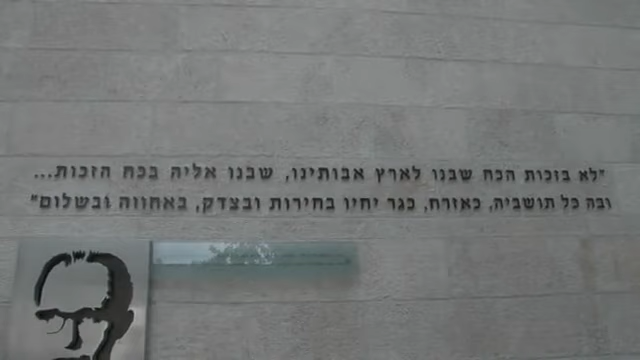 "לא בזכות הכח שבנו לארץ אבותינו, שבנו אליה בכח הזכות...
ובה כל תושביה, כאזרח, כגר יחיו בחירות ובצדק, באחווה ובשלום"